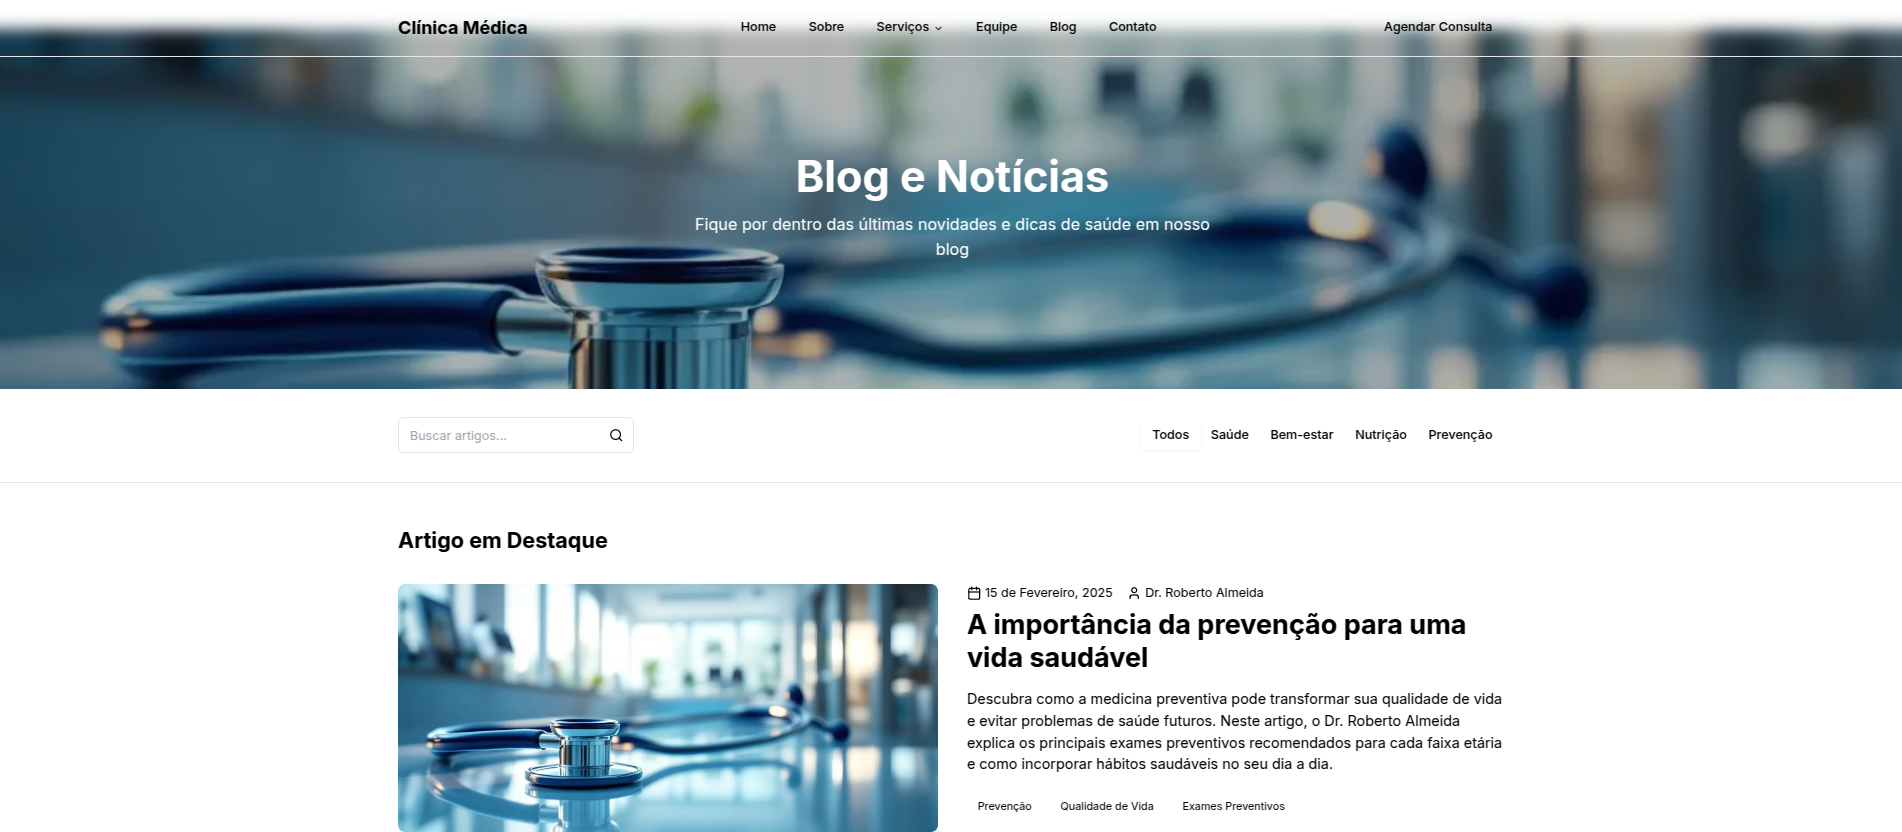 Clínica Médica
Home
Sobre
Serviços
Equipe
Blog
Contato
Agendar Consulta
Blog e Notícias
Fique por dentro das últimas novidades e dicas de saúde em nosso
blog
Buscar artigos...
Todos
Saúde
Bem-estar
Nutrição
Prevenção
Artigo em Destaque
15 de Fevereiro, 2025
Dr. Roberto Almeida
A importância da prevenção para uma
vida saudável
Descubra como a medicina preventiva pode transformar sua qualidade de vida
e evitar problemas de saúde futuros. Neste artigo, o Dr. Roberto Almeida
explica os principais exames preventivos recomendados para cada faixa etária
e como incorporar hábitos saudáveis no seu dia a dia.
Prevenção
Qualidade de Vida
Exames Preventivos